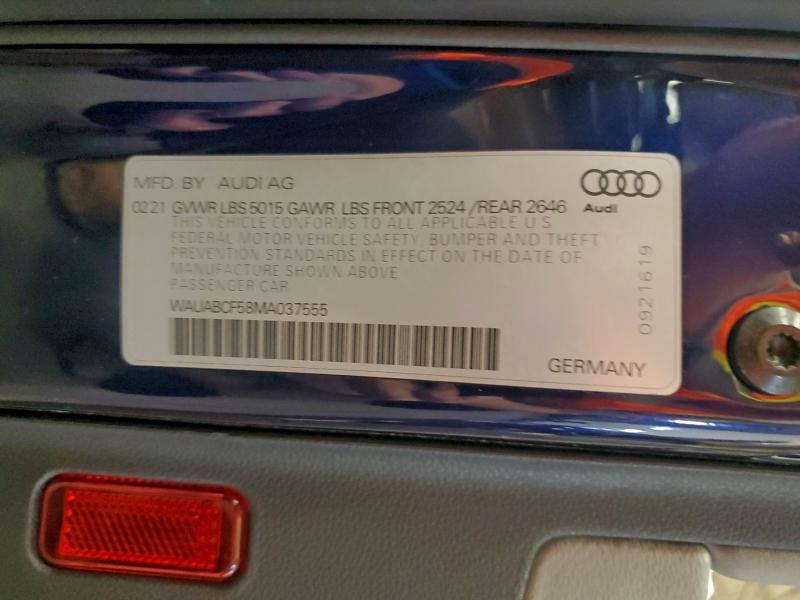 MFD. BY AUDI AG
Audi
0221 GVWR LBS 5015 GAWR LBS FRONT 2524 /REAR 2646
THIS VEHICLE CONFORMS TO ALL APPLICABLE U S
FEDERAL MOTOR VEHICLE SAFETY, BUMPER AND THEFT
PREVENTION STANDARDS IN EFFECT ON THE DATE OF
MANUFACTURE SHOWN ABOVE
PASSENGER CAR
WAUABCF58MA037555
GERMANY
0921619